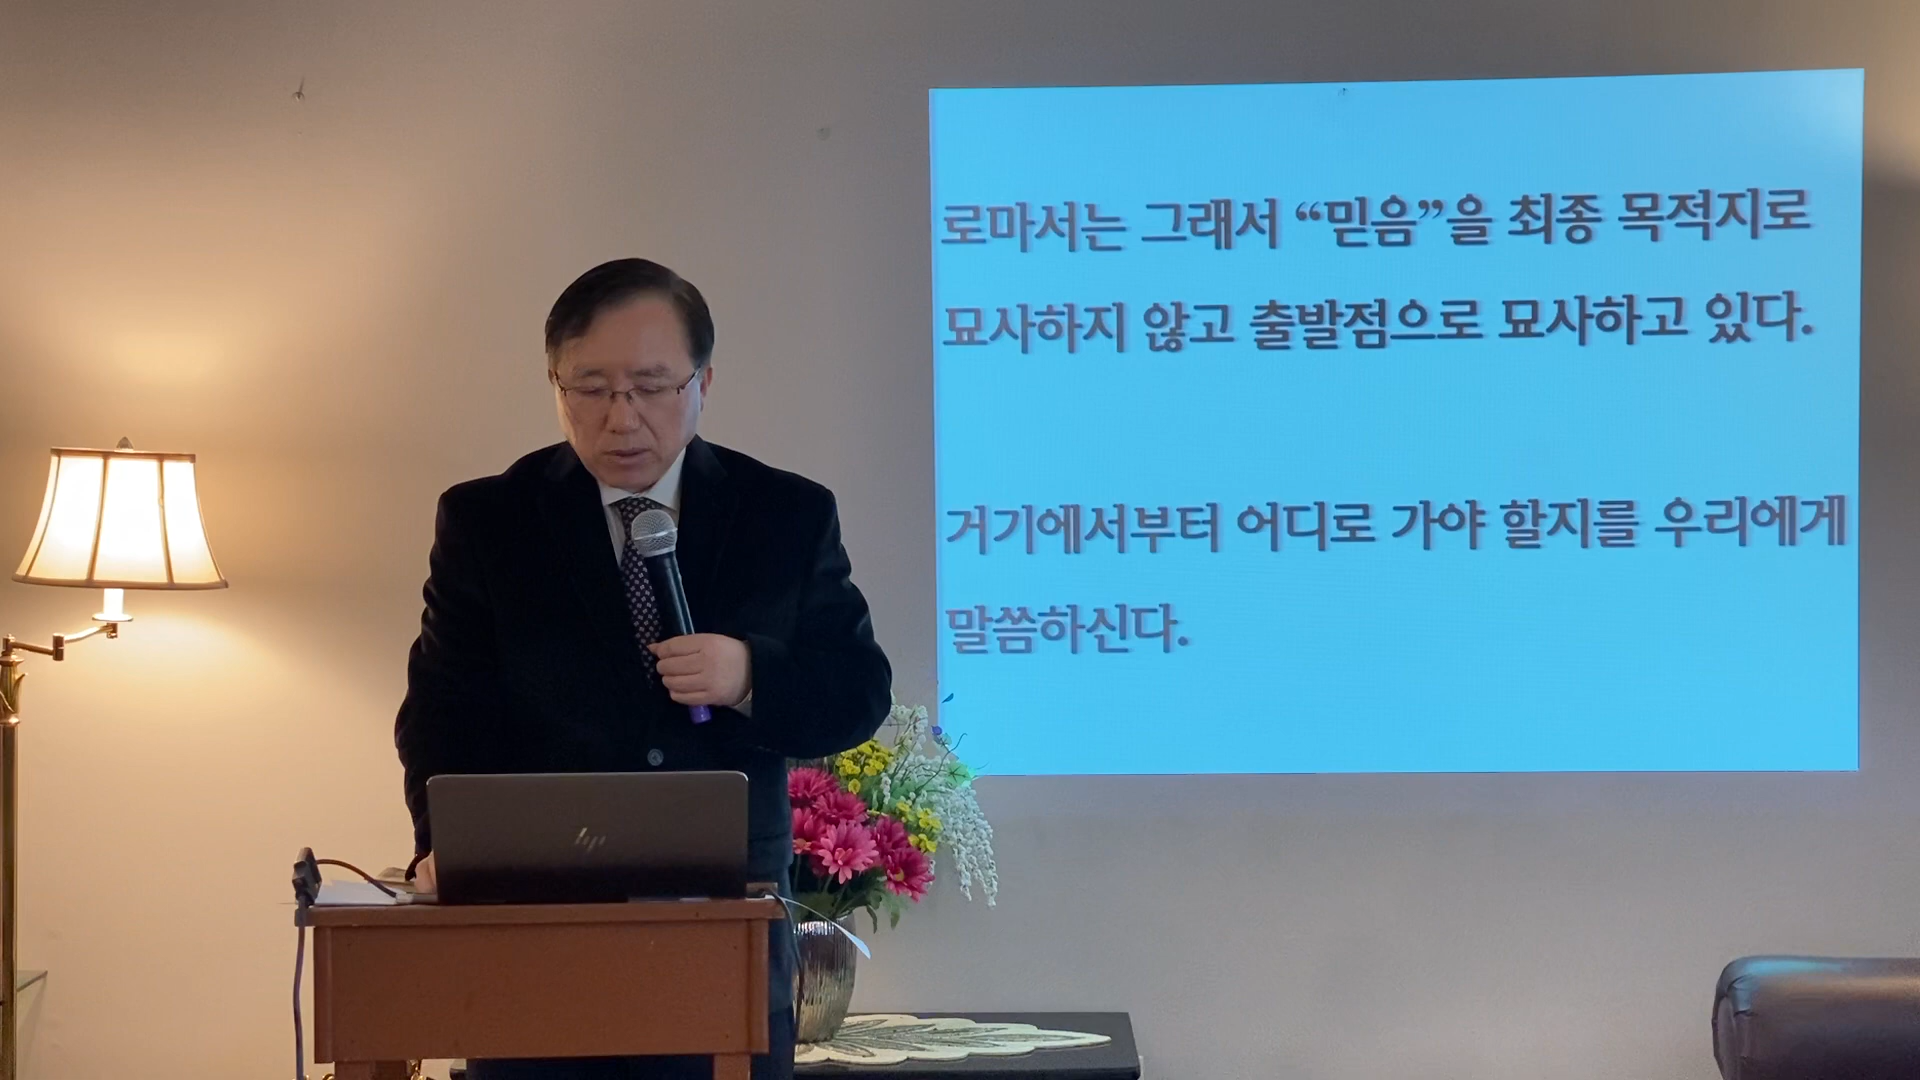 로마서는 그래서 “믿음”을 최종 목적지로
묘사하지 않고 출발점으로 묘사하고 있다.
거기에서부터 어디로 가야 할지를 우리에게
말씀하신다.
hp